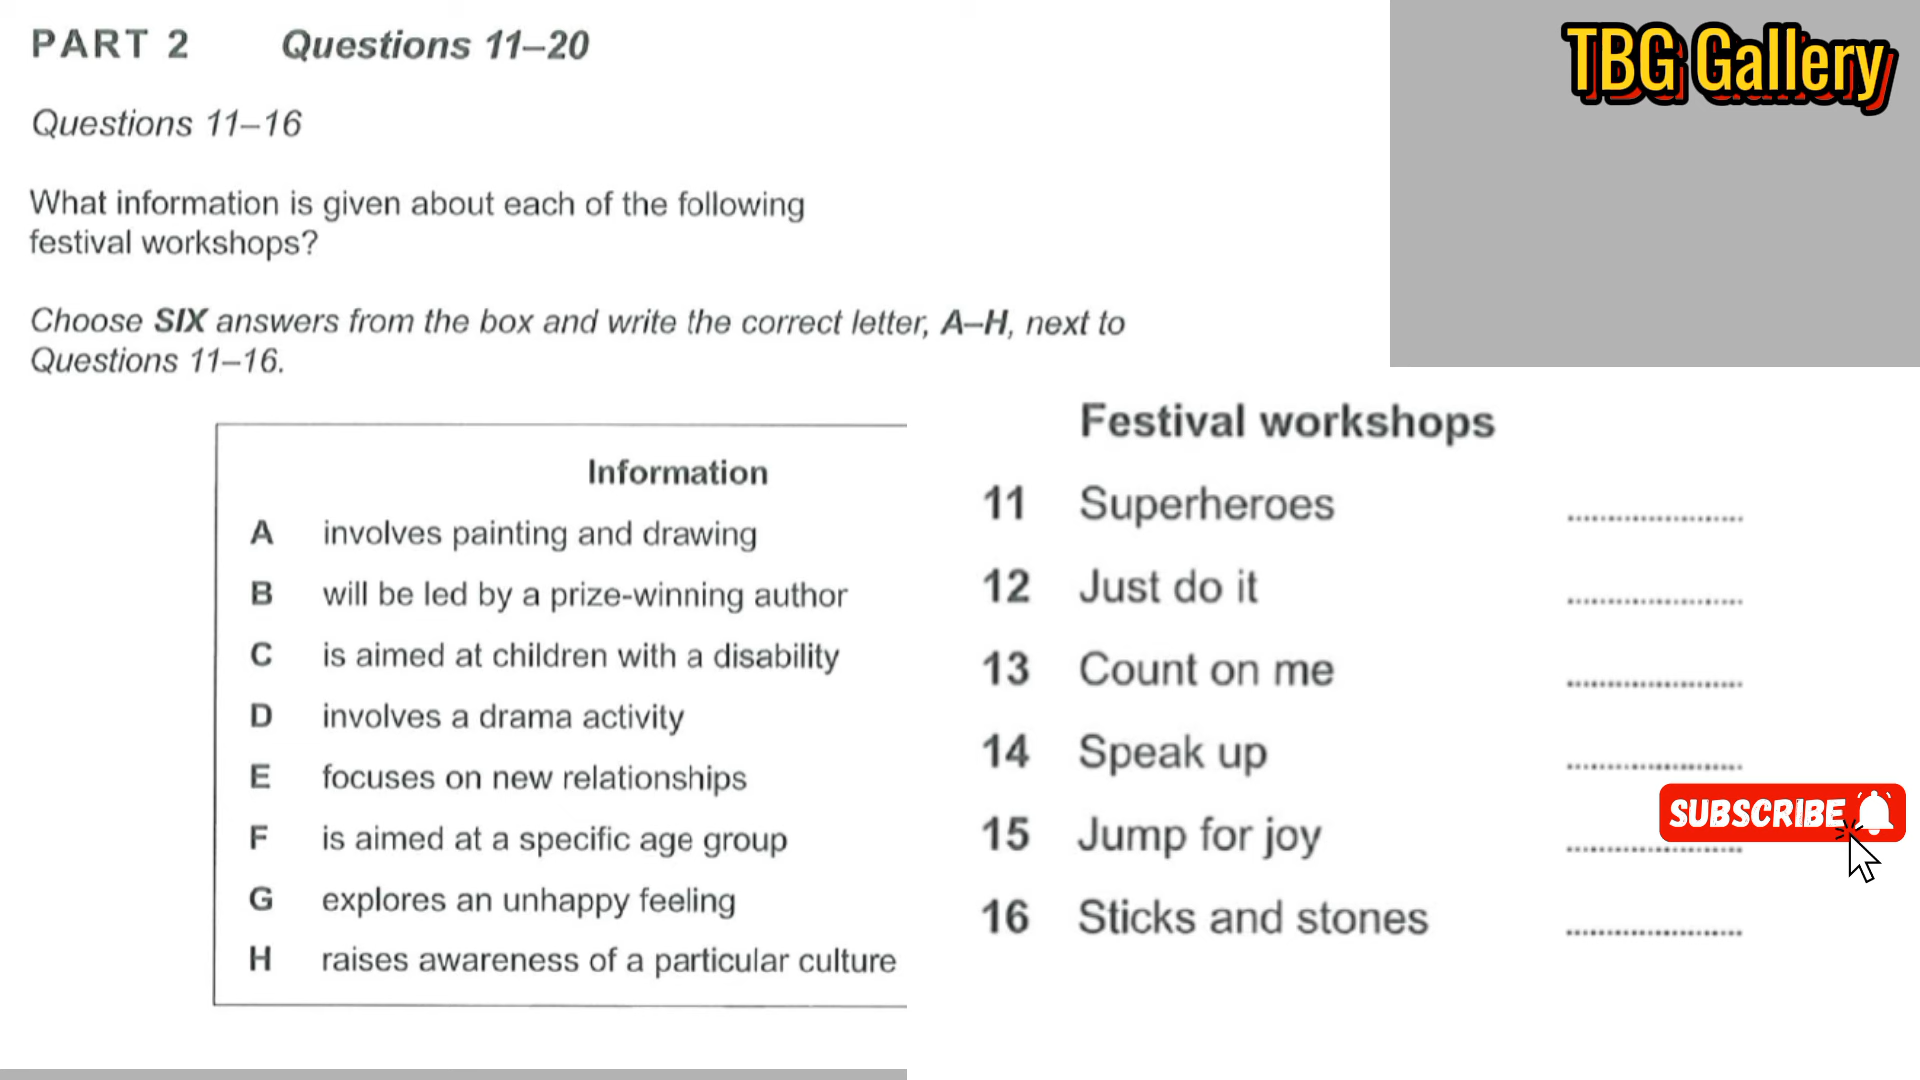 PART 2 Questions 11–20
TBG Gallery
Questions 11–16
What information is given about each of the following
festival workshops?
Choose SIX answers from the box and write the correct letter, A–H, next to
Questions 11–16.
Information
A involves painting and drawing
B will be led by a prize-winning author
C is aimed at children with a disability
D involves a drama activity
E focuses on new relationships
F is aimed at a specific age group
G explores an unhappy feeling
H raises awareness of a particular culture
Festival workshops
11 Superheroes ......................
12 Just do it ......................
13 Count on me ......................
14 Speak up ......................
SUBSCRIBE
15 Jump for joy ......................
16 Sticks and stones ......................